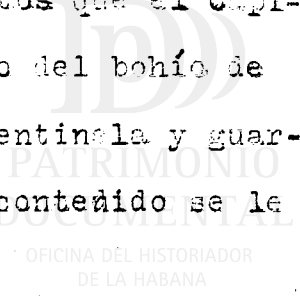 que el Capi-
o del bohío de
entinela y guar-
contenido se le
PATRIMONIO
DOCUMENTAL
OFICINA DEL HISTORIADOR
DE LA HABANA